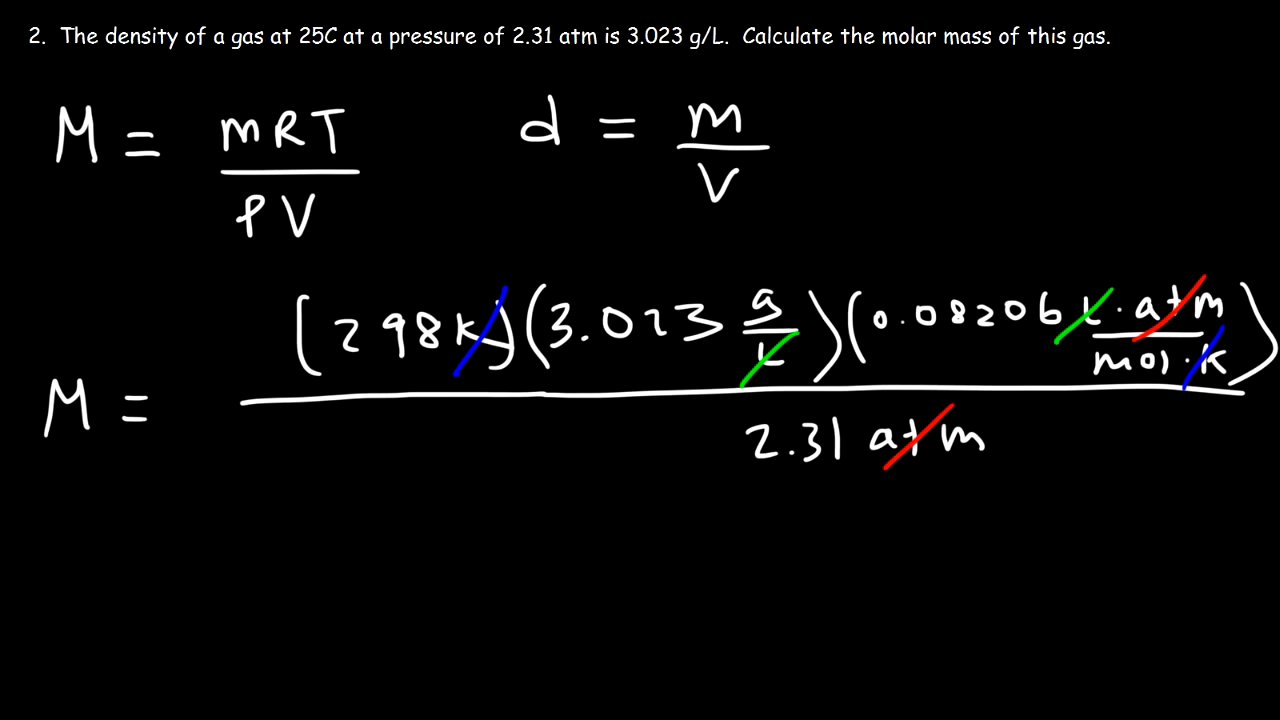 2. The density of a gas at 25C at a pressure of 2.31 atm is 3.023 g/L. Calculate the molar mass of this gas.
M = mRT / PV
d = m / V
M = (298 K)(3.023 g/L)(0.08206 L·atm / mol·K) / 2.31 atm